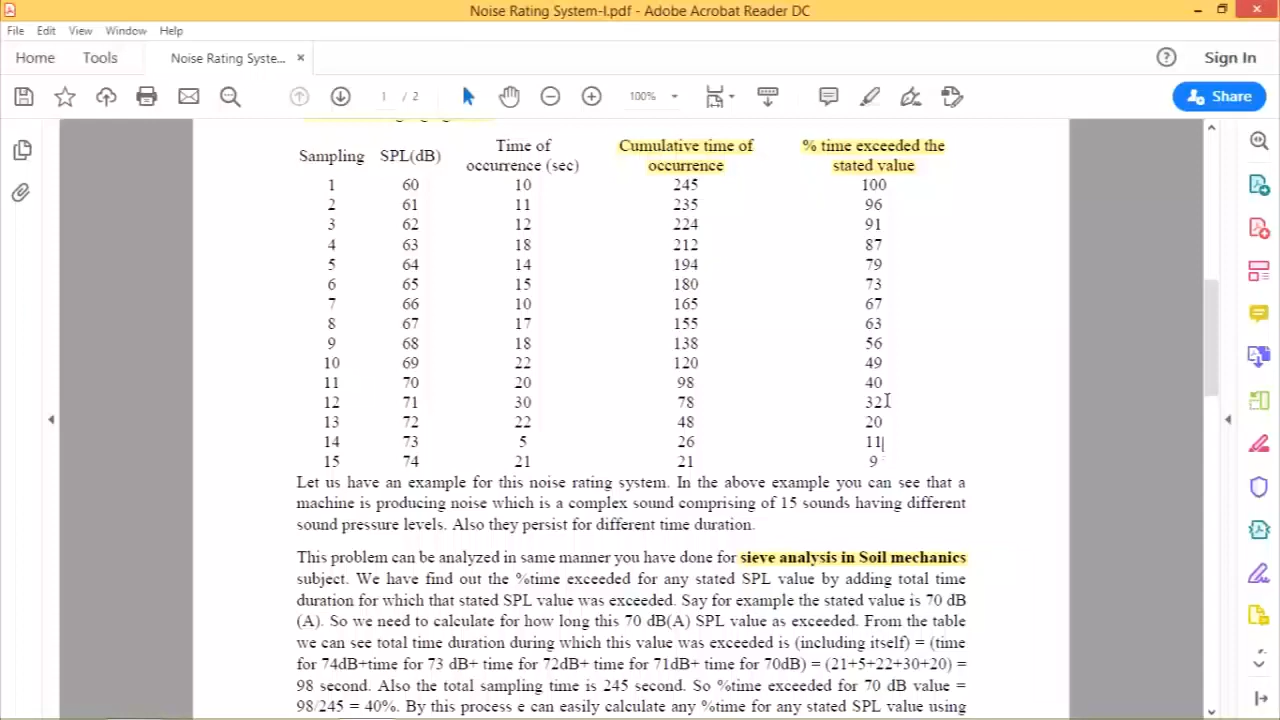 Noise Rating System-I.pdf - Adobe Acrobat Reader DC
File Edit View Window Help
Home Tools Noise Rating Syste... × Sign In
1 / 2 100% Share
Sampling SPL(dB) Time of occurrence (sec) Cumulative time of occurrence % time exceeded the stated value
1 60 10 245 100
2 61 11 235 96
3 62 12 224 91
4 63 18 212 87
5 64 14 194 79
6 65 15 180 73
7 66 10 165 67
8 67 17 155 63
9 68 18 138 56
10 69 22 120 49
11 70 20 98 40
12 71 30 78 32
13 72 22 48 20
14 73 5 26 11
15 74 21 21 9
Let us have an example for this noise rating system. In the above example you can see that a
machine is producing noise which is a complex sound comprising of 15 sounds having different
sound pressure levels. Also they persist for different time duration.
This problem can be analyzed in same manner you have done for sieve analysis in Soil mechanics
subject. We have find out the %time exceeded for any stated SPL value by adding total time
duration for which that stated SPL value was exceeded. Say for example the stated value is 70 dB
(A). So we need to calculate for how long this 70 dB(A) SPL value as exceeded. From the table
we can see total time duration during which this value was exceeded is (including itself) = (time
for 74dB+time for 73 dB+ time for 72dB+ time for 71dB+ time for 70dB) = (21+5+22+30+20) =
98 second. Also the total sampling time is 245 second. So %time exceeded for 70 dB value =
98/245 = 40%. By this process e can easily calculate any %time for any stated SPL value using